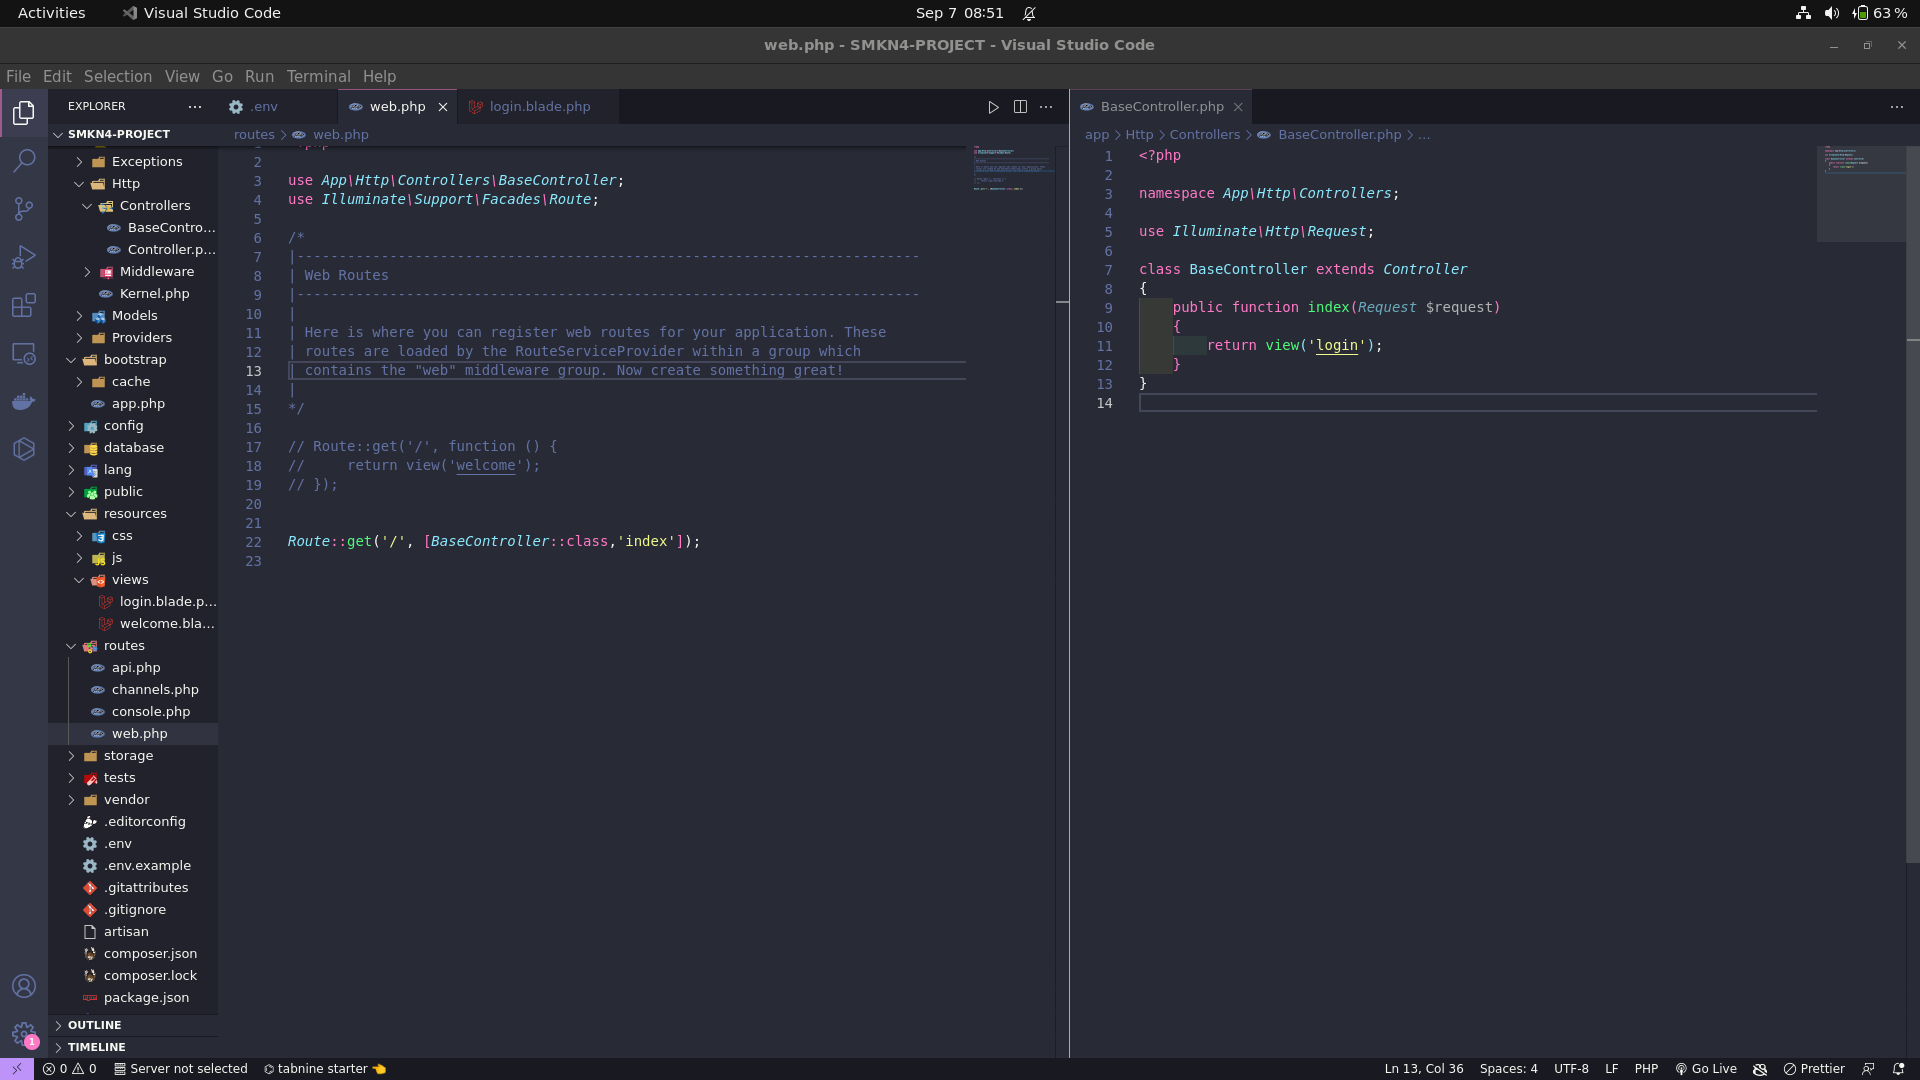 Activities
Visual Studio Code
Sep 7 08:51
63 %
web.php - SMKN4-PROJECT - Visual Studio Code
File Edit Selection View Go Run Terminal Help
EXPLORER
SMKN4-PROJECT
Exceptions
Http
Controllers
BaseContro...
Controller.p...
Middleware
Kernel.php
Models
Providers
bootstrap
cache
app.php
config
database
lang
public
resources
css
js
views
login.blade.p...
welcome.bla...
routes
api.php
channels.php
console.php
web.php
storage
tests
vendor
.editorconfig
.env
.env.example
.gitattributes
.gitignore
artisan
composer.json
composer.lock
package.json
OUTLINE
TIMELINE
.env
web.php
login.blade.php
routes > web.php
2
3 use App\Http\Controllers\BaseController;
4 use Illuminate\Support\Facades\Route;
5
6 /*
7 |--------------------------------------------------------------------------
8 | Web Routes
9 |--------------------------------------------------------------------------
10 |
11 | Here is where you can register web routes for your application. These
12 | routes are loaded by the RouteServiceProvider within a group which
13 | contains the "web" middleware group. Now create something great!
14 |
15 */
16
17 // Route::get('/', function () {
18 //     return view('welcome');
19 // });
20
21
22 Route::get('/', [BaseController::class,'index']);
23
BaseController.php
app > Http > Controllers > BaseController.php > ...
1 <?php
2
3 namespace App\Http\Controllers;
4
5 use Illuminate\Http\Request;
6
7 class BaseController extends Controller
8 {
9     public function index(Request $request)
10     {
11         return view('login');
12     }
13 }
14
1
0 0
Server not selected
tabnine starter
Ln 13, Col 36
Spaces: 4
UTF-8
LF
PHP
Go Live
Prettier